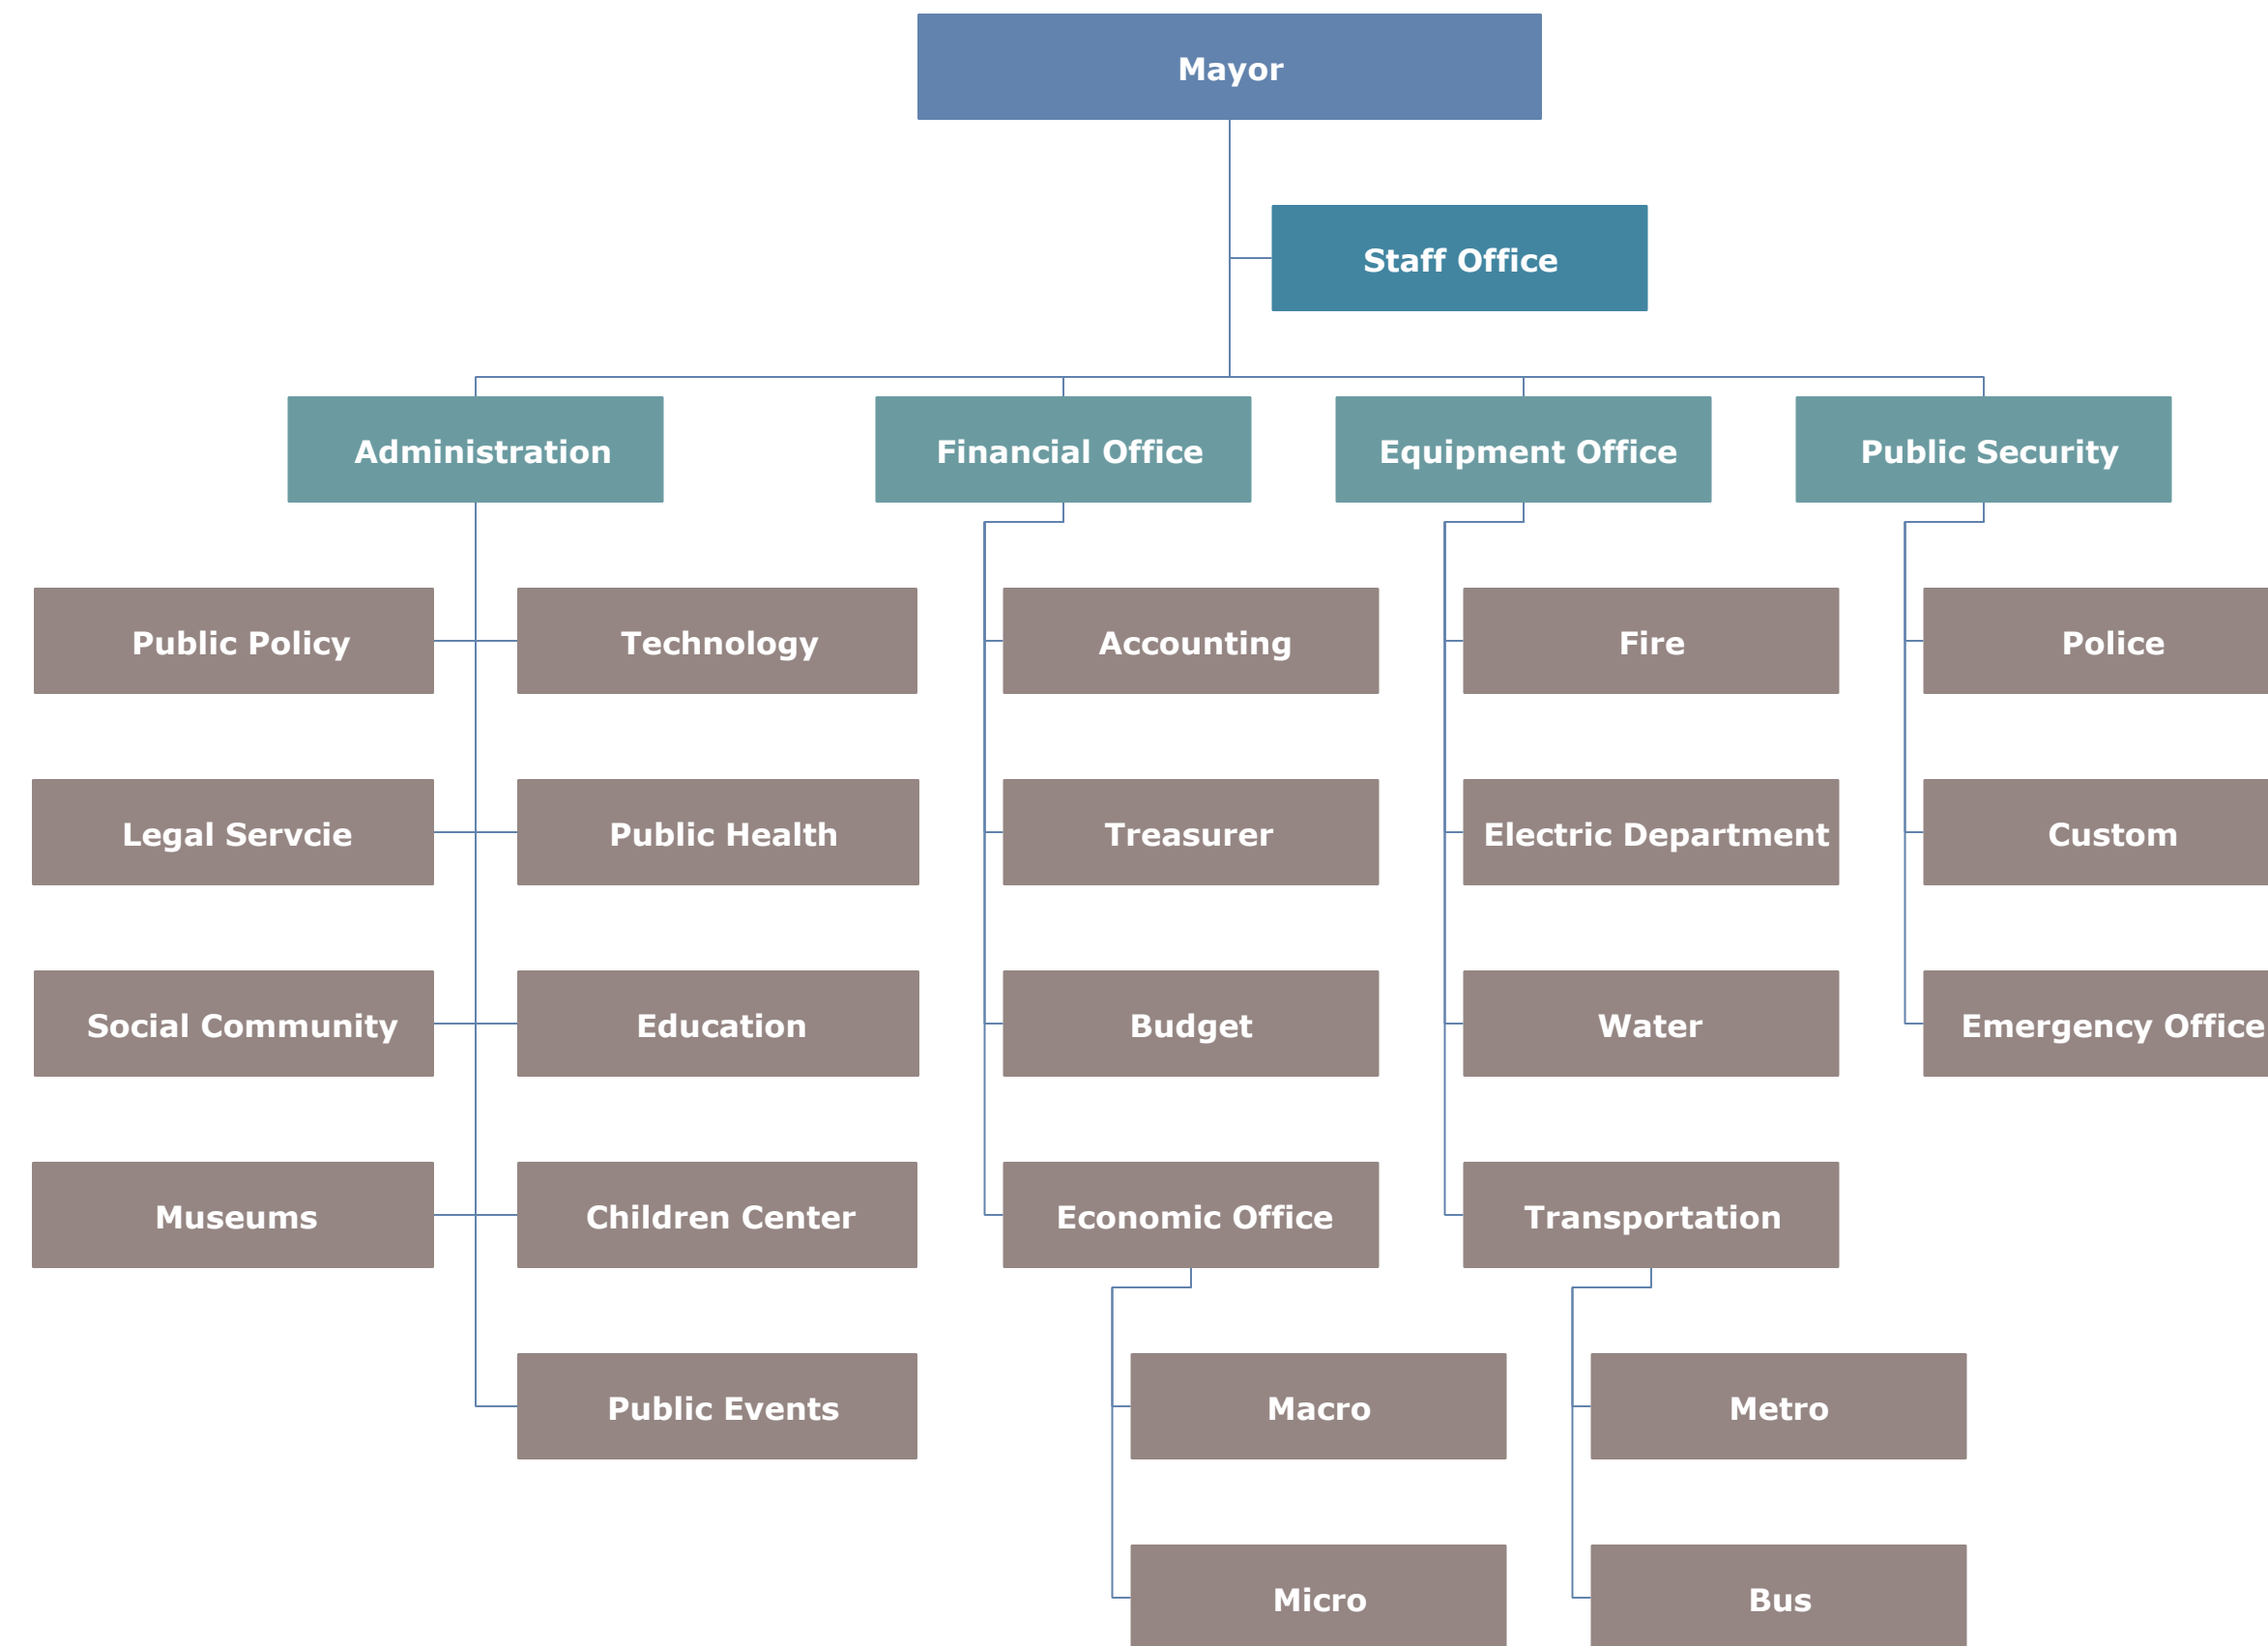 Mayor
Staff Office
Administration
Financial Office
Equipment Office
Public Security
Public Policy
Technology
Accounting
Fire
Police
Legal Servcie
Public Health
Treasurer
Electric Department
Custom
Social Community
Education
Budget
Water
Emergency Office
Museums
Children Center
Economic Office
Transportation
Public Events
Macro
Metro
Micro
Bus